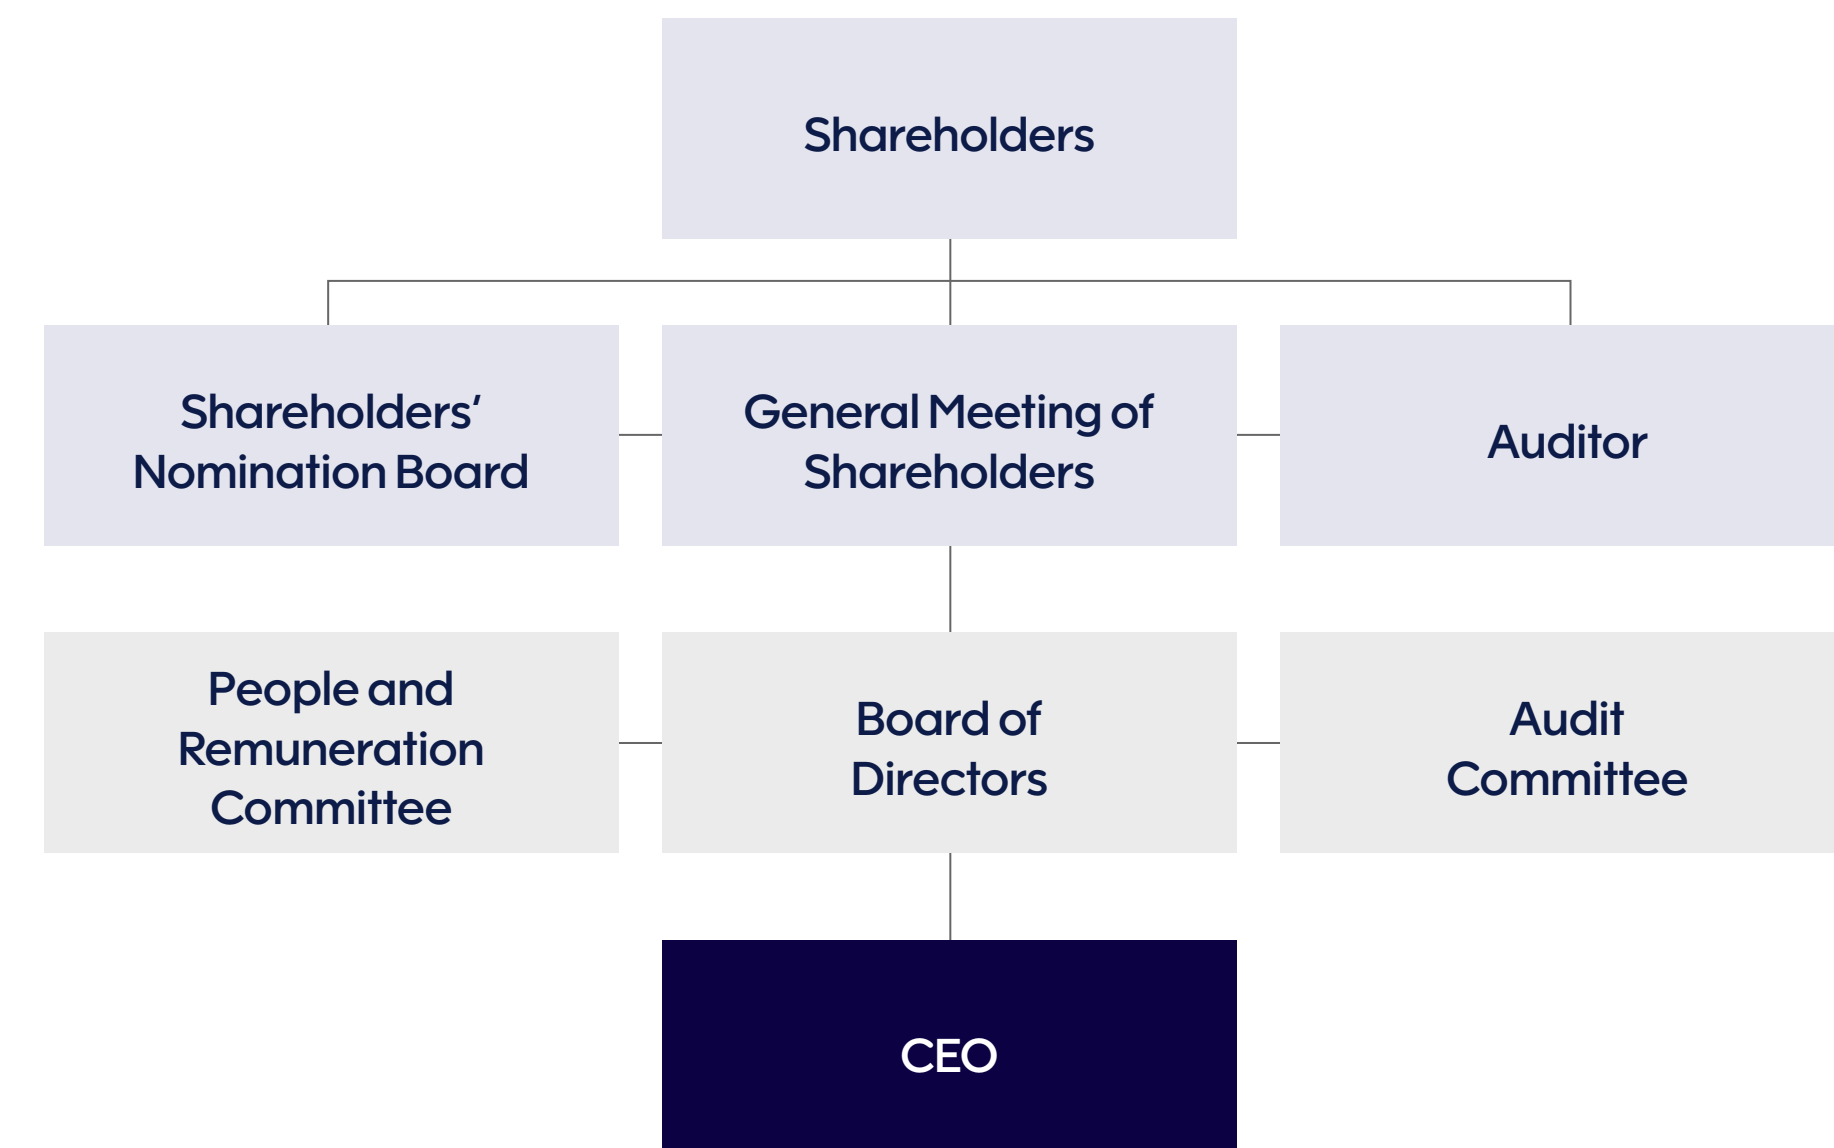 Shareholders
Shareholders’
Nomination Board
General Meeting of
Shareholders
Auditor
People and
Remuneration
Committee
Board of
Directors
Audit
Committee
CEO